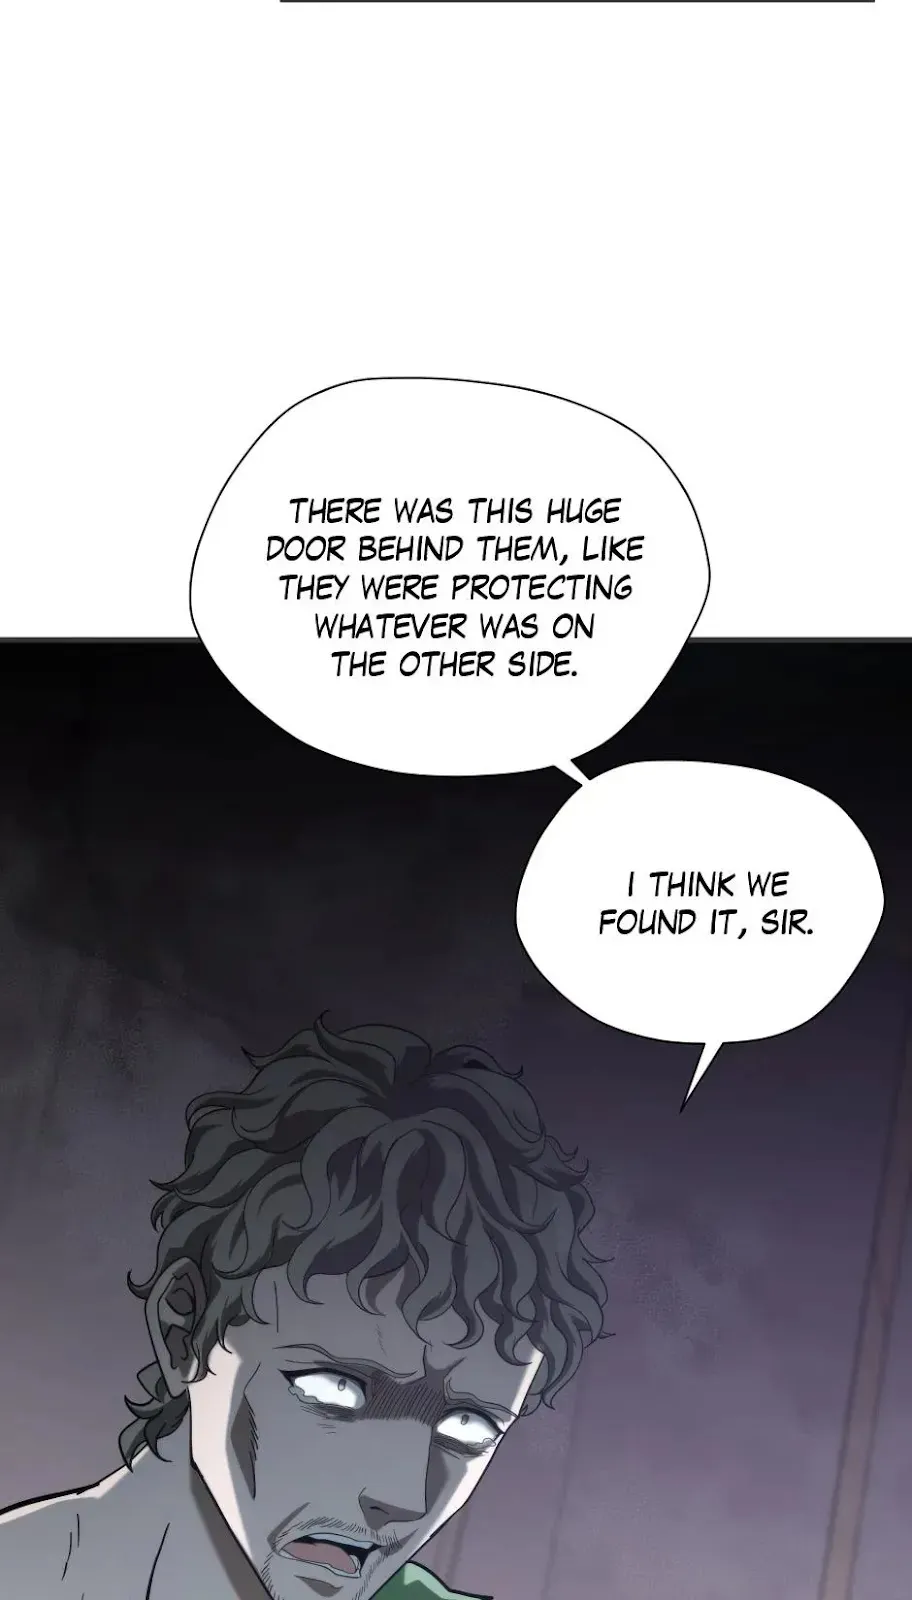 THERE WAS THIS HUGE
DOOR BEHIND THEM, LIKE
THEY WERE PROTECTING
WHATEVER WAS ON
THE OTHER SIDE.
I THINK WE
FOUND IT, SIR.